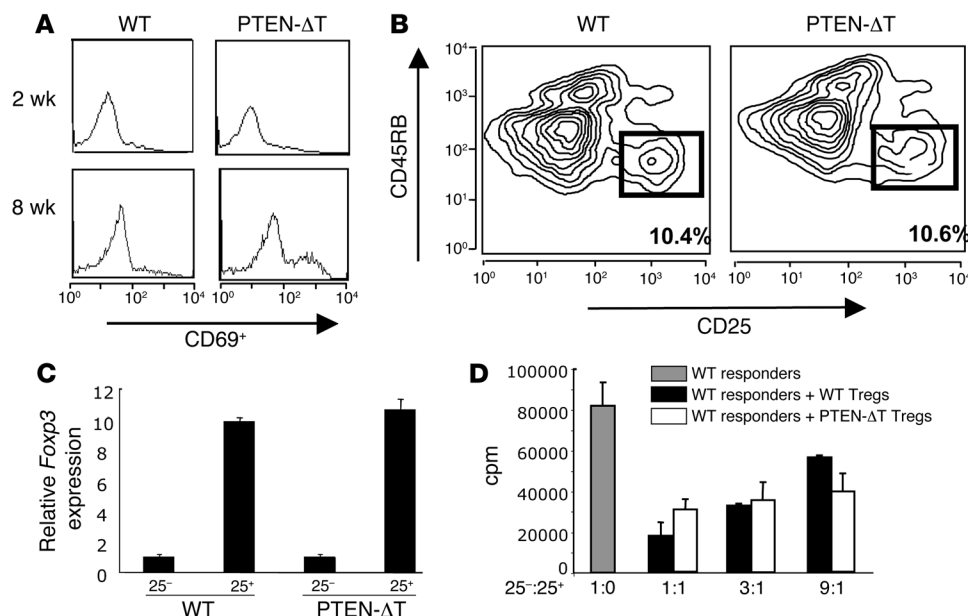 A
WT
PTEN-ΔT
2 wk
8 wk
10⁰ 10² 10⁴ 10⁰ 10² 10⁴
CD69⁺
B
WT
PTEN-ΔT
CD45RB
10⁴
10³
10²
10¹
10⁰
10.4%
10.6%
10⁰ 10¹ 10² 10³ 10⁴ 10⁰ 10¹ 10² 10³ 10⁴
CD25
C
Relative Foxp3
expression
12
10
8
6
4
2
0
25⁻ 25⁺ 25⁻ 25⁺
WT PTEN-ΔT
D
WT responders
WT responders + WT Tregs
WT responders + PTEN-ΔT Tregs
cpm
100000
80000
60000
40000
20000
0
25⁻:25⁺ 1:0 1:1 3:1 9:1